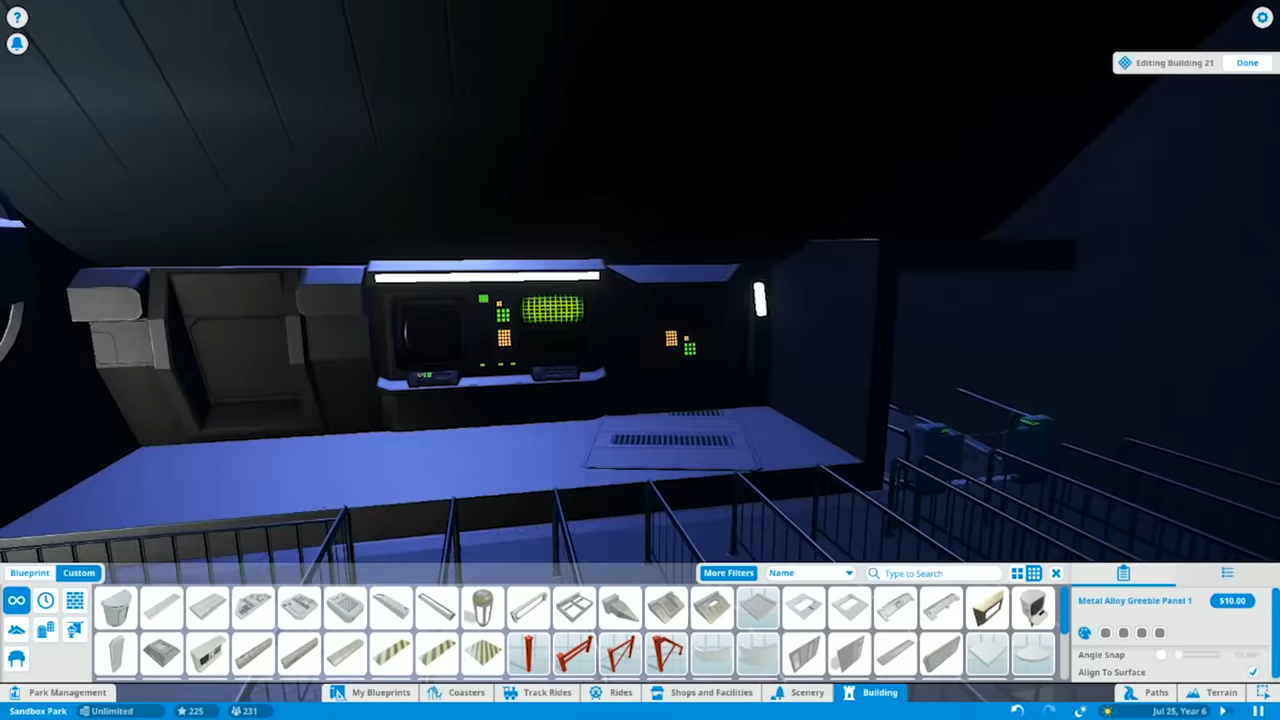 ?
Editing Building 21 Done
Blueprint Custom
More Filters Name Type to Search
Metal Alloy Greeble Panel 1 $10.00
Angle Snap
Align To Surface
Park Management My Blueprints Coasters Track Rides Rides Shops and Facilities Scenery Building Paths Terrain
Sandbox Park Unlimited 225 231 Jul 25, Year 6